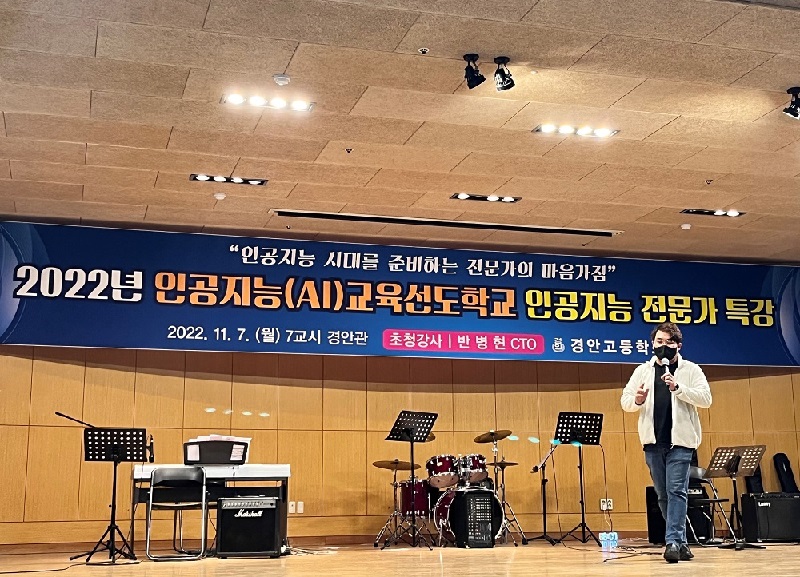 “인공지능 시대를 준비하는 전문가의 마음가짐”
2022년 인공지능(AI)교육선도학교 인공지능 전문가 특강
2022. 11. 7. (월) 7교시 경안관 초청강사 | 반 병 현 CTO 경안고등학
Marshall
Laney